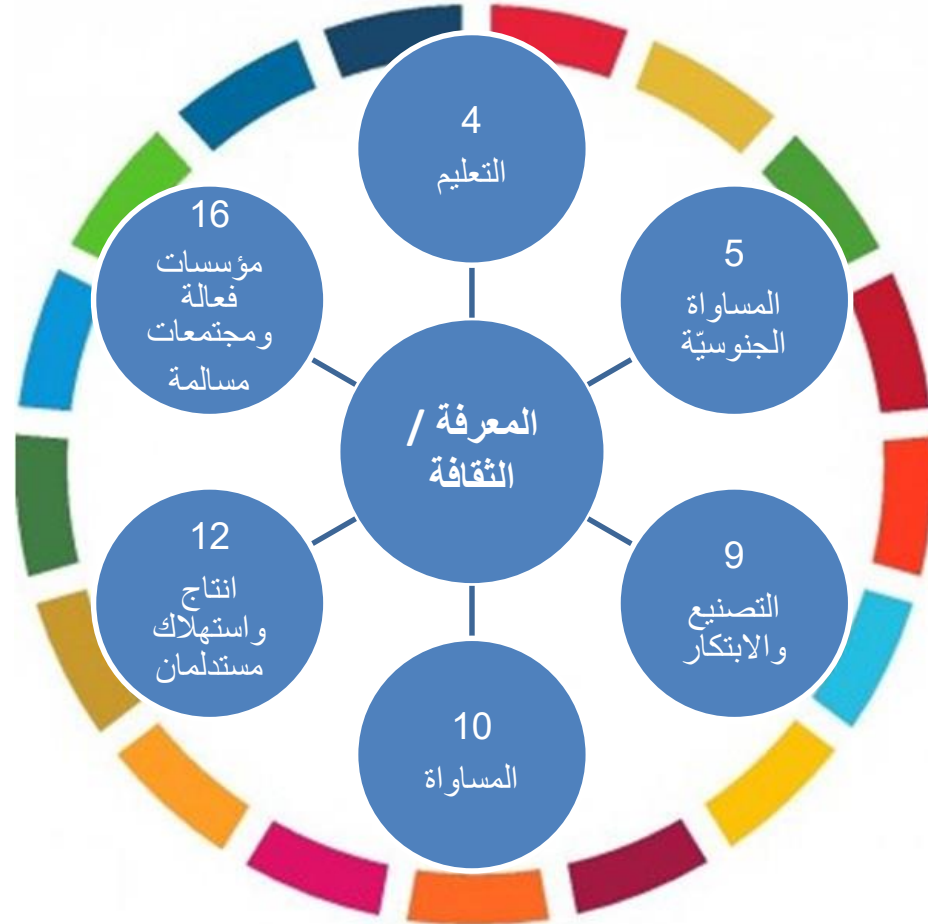 4
التعليم
5
المساواة
الجنوسيّة
9
التصنيع
والابتكار
10
المساواة
12
انتاج
واستهلاك
مستدلمان
16
مؤسسات
فعالة
ومجتمعات
مسالمة
المعرفة /
الثقافة